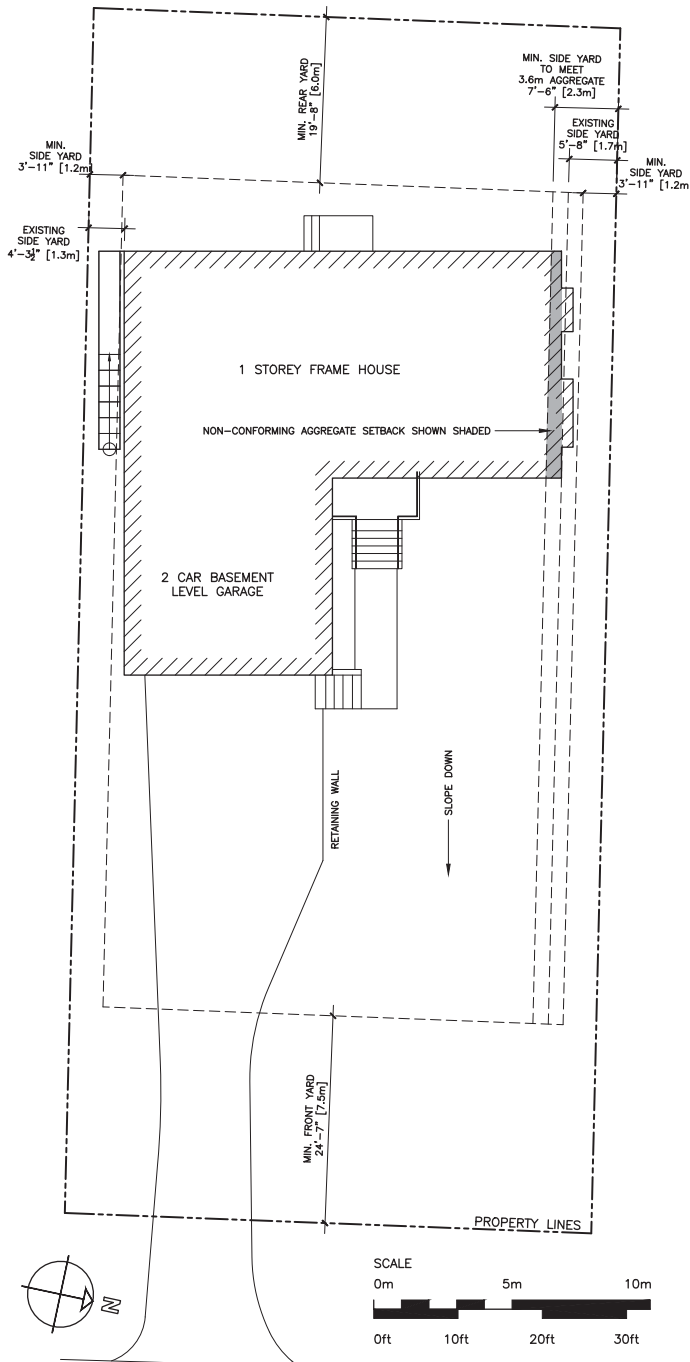 MIN. REAR YARD
19'-8" [6.0m]
MIN. SIDE YARD
TO MEET
3.6m AGGREGATE
7'-6" [2.3m]
EXISTING
SIDE YARD
5'-8" [1.7m]
MIN.
SIDE YARD
3'-11" [1.2m]
MIN.
SIDE YARD
3'-11" [1.2m
EXISTING
SIDE YARD
4'-3½" [1.3m]
1 STOREY FRAME HOUSE
NON-CONFORMING AGGREGATE SETBACK SHOWN SHADED
2 CAR BASEMENT
LEVEL GARAGE
RETAINING WALL
SLOPE DOWN
MIN. FRONT YARD
24'-7" [7.5m]
PROPERTY LINES
N
SCALE
0m 5m 10m
0ft 10ft 20ft 30ft